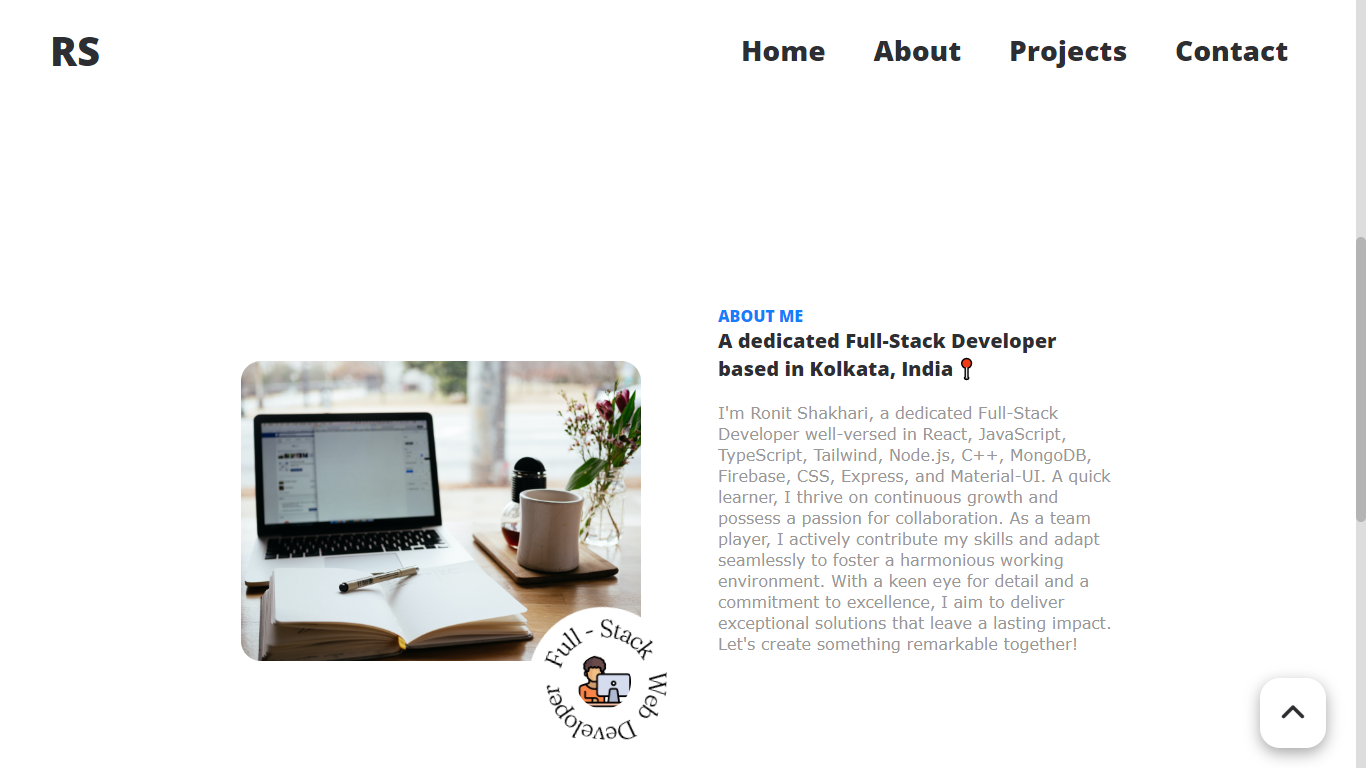 RS
Home About Projects Contact
ABOUT ME
A dedicated Full-Stack Developer
based in Kolkata, India
I'm Ronit Shakhari, a dedicated Full-Stack
Developer well-versed in React, JavaScript,
TypeScript, Tailwind, Node.js, C++, MongoDB,
Firebase, CSS, Express, and Material-UI. A quick
learner, I thrive on continuous growth and
possess a passion for collaboration. As a team
player, I actively contribute my skills and adapt
seamlessly to foster a harmonious working
environment. With a keen eye for detail and a
commitment to excellence, I aim to deliver
exceptional solutions that leave a lasting impact.
Let's create something remarkable together!
Full - Stack Web Developer